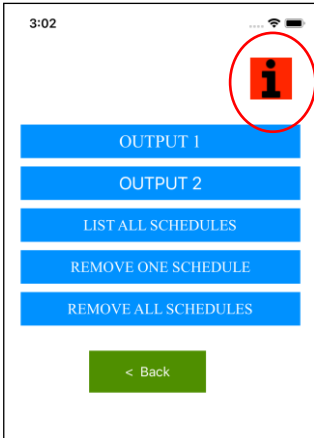 3:02
i
OUTPUT 1
OUTPUT 2
LIST ALL SCHEDULES
REMOVE ONE SCHEDULE
REMOVE ALL SCHEDULES
< Back